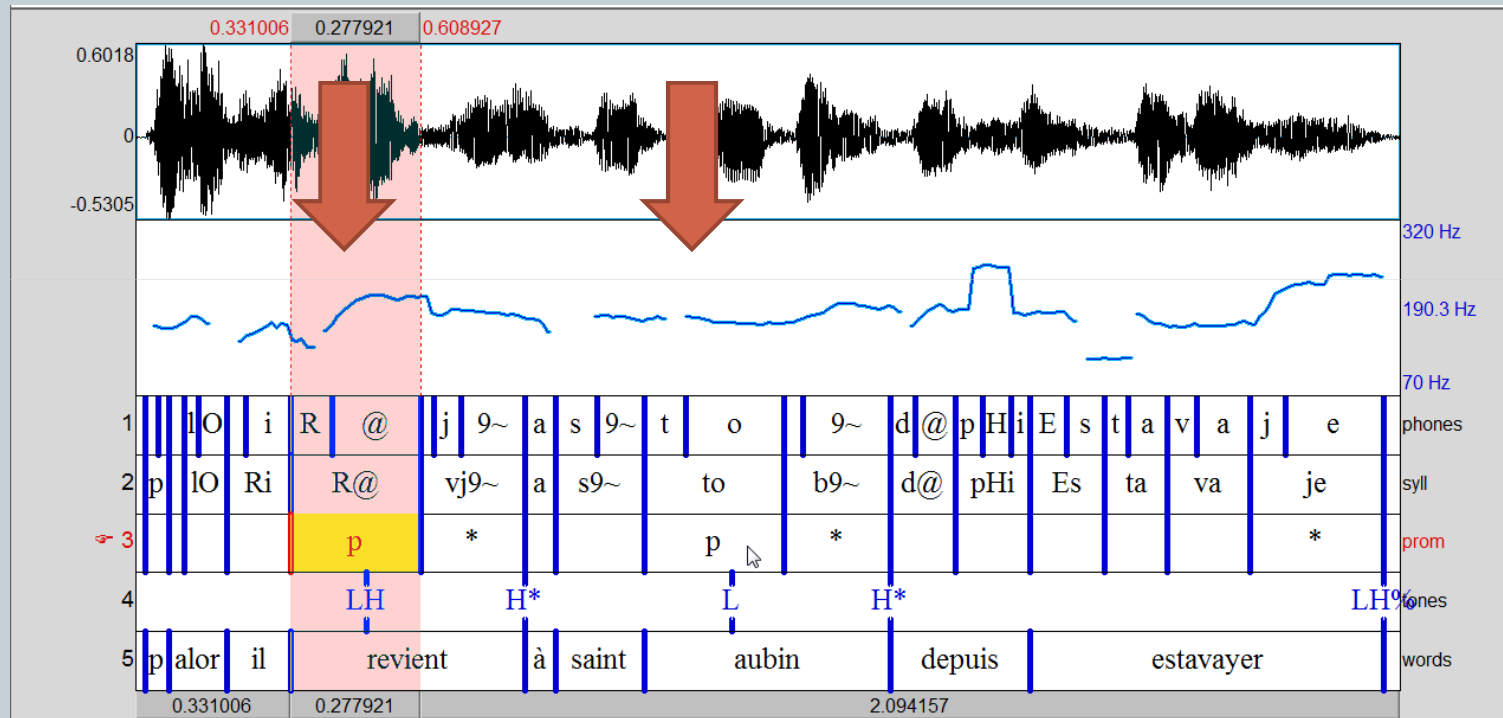 0.331006 0.277921 0.608927
0.6018
0
-0.5305
320 Hz
190.3 Hz
70 Hz
1 lO i R @ j 9~ a s 9~ t o 9~ d @ p H i E s t a v a j e phones
2 p lO Ri R@ vj9~ a s9~ to b9~ d@ pHi Es ta va je syll
3 p * p * * prom
4 LH H* L H* LH% tones
5 p alor il revient à saint aubin depuis estavayer words
0.331006 0.277921 2.094157